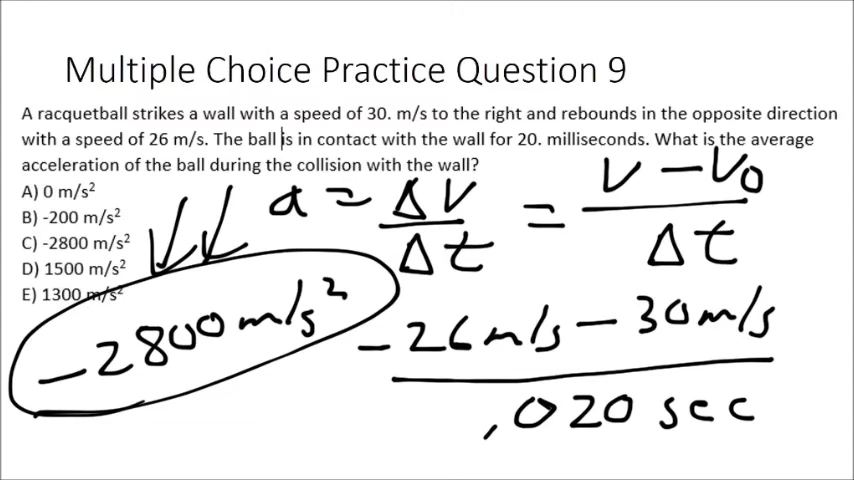 Multiple Choice Practice Question 9
A racquetball strikes a wall with a speed of 30. m/s to the right and rebounds in the opposite direction
with a speed of 26 m/s. The ball is in contact with the wall for 20. milliseconds. What is the average
acceleration of the ball during the collision with the wall?
A) 0 m/s²
B) -200 m/s²
C) -2800 m/s²
D) 1500 m/s²
E) 1300 m/s²
a = ΔV / Δt = V - V₀ / Δt
-26 m/s - 30 m/s
.020 sec
-2800 m/s²